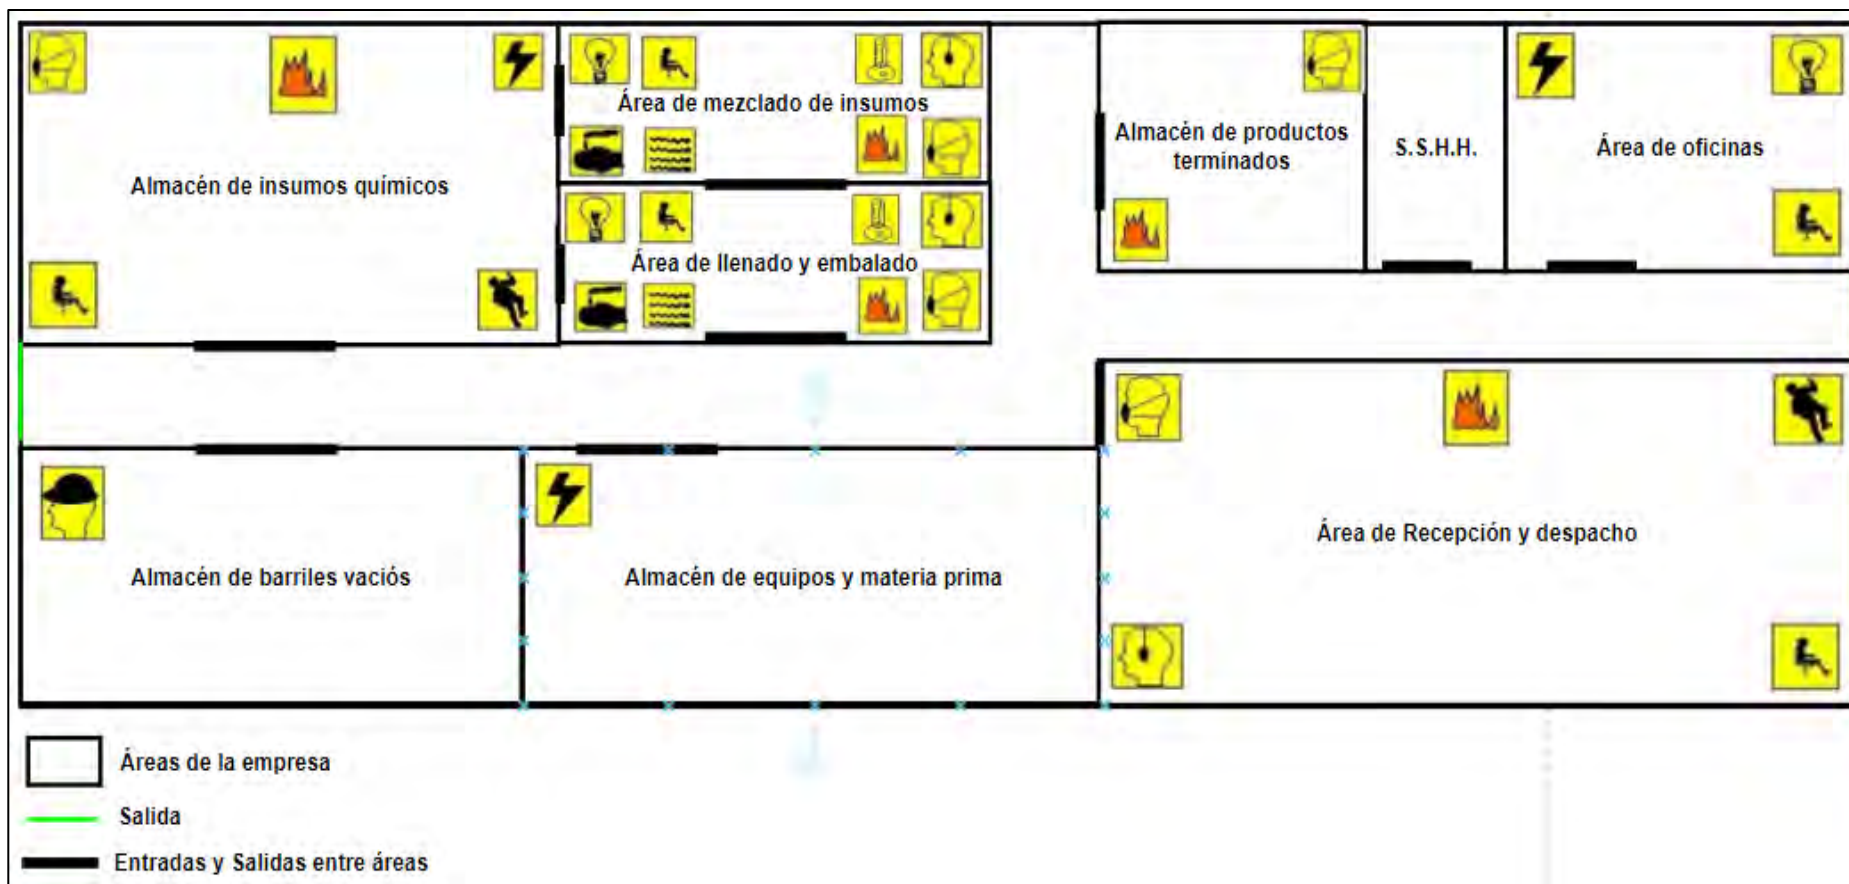 Área de mezclado de insumos
Almacén de productos
terminados
S.S.H.H.
Área de oficinas
Almacén de insumos químicos
Área de llenado y embalado
Área de Recepción y despacho
Almacén de barriles vaciós
Almacén de equipos y materia prima
Áreas de la empresa
Salida
Entradas y Salidas entre áreas